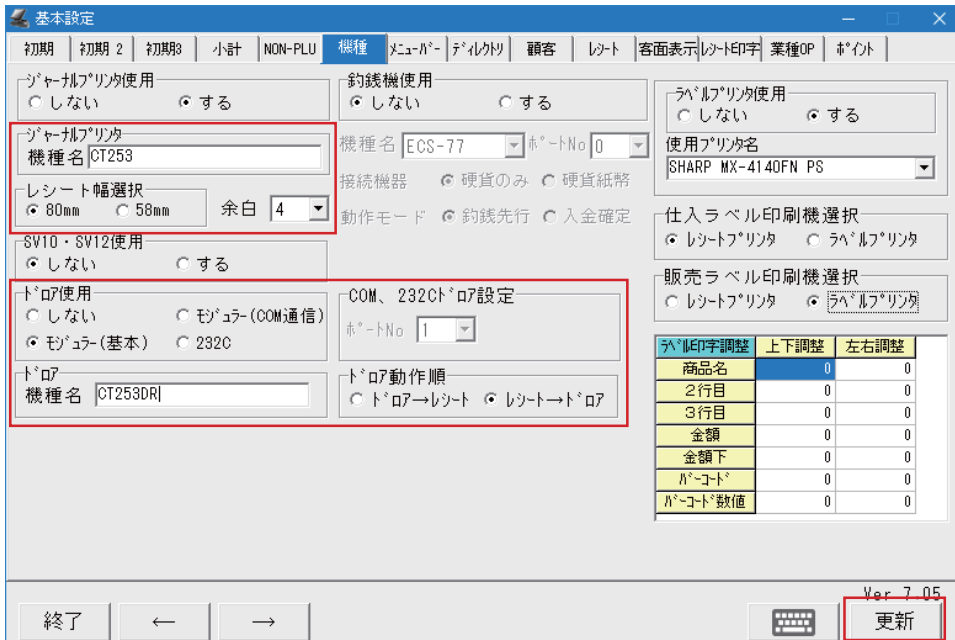 基本設定
初期 初期 2 初期3 小計 NON-PLU 機種 ﾒﾆｭｰﾊﾞｰ ﾃﾞｨﾚｸﾄﾘ 顧客 ﾚｼｰﾄ 客面表示 ﾚｼｰﾄ印字 業種OP ﾎﾟｲﾝﾄ
ｼﾞｬｰﾅﾙﾌﾟﾘﾝﾀ使用
しない する
ｼﾞｬｰﾅﾙﾌﾟﾘﾝﾀ
機種名 CT253
レシート幅選択
80mm 58mm 余白 4
SV10・SV12使用
しない する
ﾄﾞﾛｱ使用
しない ﾓｼﾞｭﾗｰ(COM通信)
ﾓｼﾞｭﾗｰ(基本) 232C
ﾄﾞﾛｱ
機種名 CT253DR
釣銭機使用
しない する
機種名 ECS-77 ﾎﾟｰﾄNo 0
接続機器 硬貨のみ 硬貨紙幣
動作モード 釣銭先行 入金確定
COM、232Cﾄﾞﾛｱ設定
ﾎﾟｰﾄNo 1
ﾄﾞﾛｱ動作順
ﾄﾞﾛｱ→ﾚｼｰﾄ ﾚｼｰﾄ→ﾄﾞﾛｱ
ﾗﾍﾞﾙﾌﾟﾘﾝﾀ使用
しない する
使用ﾌﾟﾘﾝﾀ名
SHARP MX-4140FN PS
仕入ラベル印刷機選択
ﾚｼｰﾄﾌﾟﾘﾝﾀ ﾗﾍﾞﾙﾌﾟﾘﾝﾀ
販売ラベル印刷機選択
ﾚｼｰﾄﾌﾟﾘﾝﾀ ﾗﾍﾞﾙﾌﾟﾘﾝﾀ
ﾗﾍﾞﾙ印字調整 上下調整 左右調整
商品名 0 0
2行目 0 0
3行目 0 0
金額 0 0
金額下 0 0
ﾊﾞｰｺｰﾄﾞ 0 0
ﾊﾞｰｺｰﾄﾞ数値 0 0
Ver 7.05
終了 ← → 更新